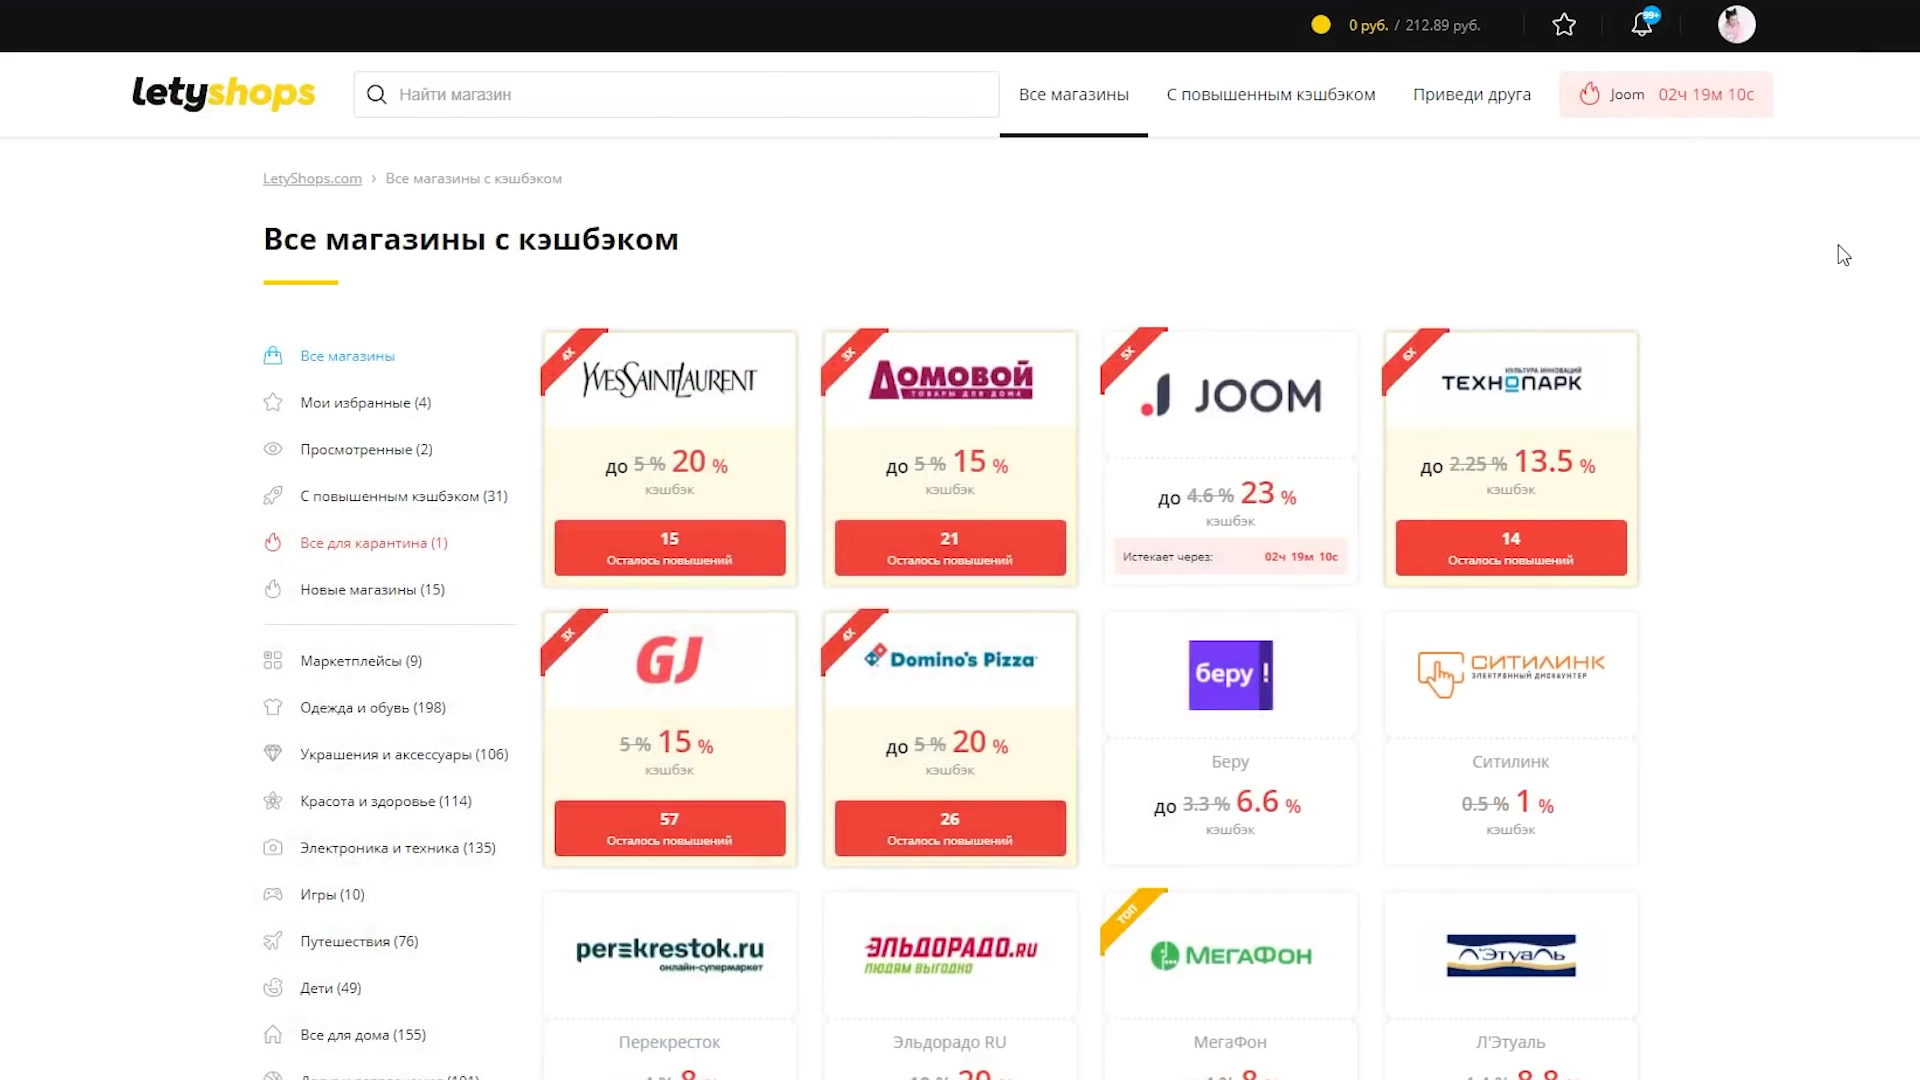 0 руб. / 212.89 руб.
99+
letyshops
Найти магазин
Все магазины
С повышенным кэшбэком
Приведи друга
Joom 02ч 19м 10с
LetyShops.com › Все магазины с кэшбэком
Все магазины с кэшбэком
Все магазины
Мои избранные (4)
Просмотренные (2)
С повышенным кэшбэком (31)
Все для карантина (1)
Новые магазины (15)
Маркетплейсы (9)
Одежда и обувь (198)
Украшения и аксессуары (106)
Красота и здоровье (114)
Электроника и техника (135)
Игры (10)
Путешествия (76)
Дети (49)
Все для дома (155)
4X
YVESSAINTLAURENT
до 5 % 20 %
кэшбэк
15
Осталось повышений
3X
ДОМОВОЙ
ТОВАРЫ ДЛЯ ДОМА
до 5 % 15 %
кэшбэк
21
Осталось повышений
5X
JOOM
до 4.6 % 23 %
кэшбэк
Истекает через: 02ч 19м 10с
6X
КУЛЬТУРА ИННОВАЦИЙ
ТЕХНОПАРК
до 2.25 % 13.5 %
кэшбэк
14
Осталось повышений
3X
GJ
5 % 15 %
кэшбэк
57
Осталось повышений
4X
Domino's Pizza
до 5 % 20 %
кэшбэк
26
Осталось повышений
беру!
Беру
до 3.3 % 6.6 %
кэшбэк
СИТИЛИНК
ЭЛЕКТРОННЫЙ ДИСКАУНТЕР
Ситилинк
0.5 % 1 %
кэшбэк
perekrestok.ru
онлайн-супермаркет
Перекресток
ЭЛЬДОРАДО.RU
ЛЮДЯМ ВЫГОДНО
Эльдорадо RU
ТОП
МЕГАФОН
МегаФон
Л'Этуаль
Л'Этуаль